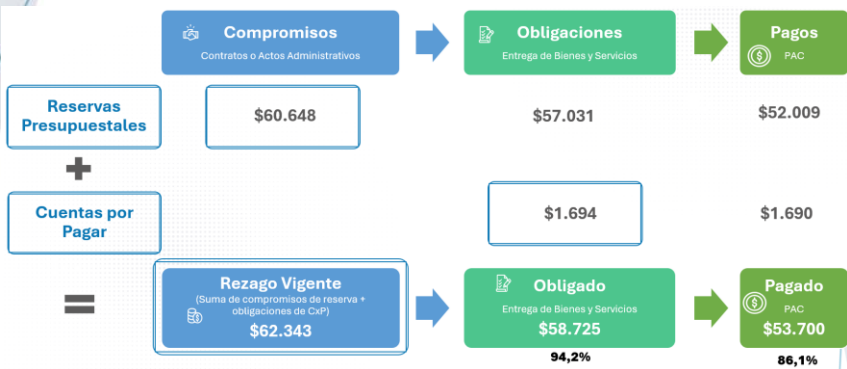 Compromisos
Contratos o Actos Administrativos
Obligaciones
Entrega de Bienes y Servicios
Pagos
PAC
Reservas
Presupuestales
$60.648
$57.031
$52.009
+
Cuentas por
Pagar
$1.694
$1.690
=
Rezago Vigente
(Suma de compromisos de reserva +
obligaciones de CxP)
$62.343
Obligado
Entrega de Bienes y Servicios
$58.725
94,2%
Pagado
PAC
$53.700
86,1%